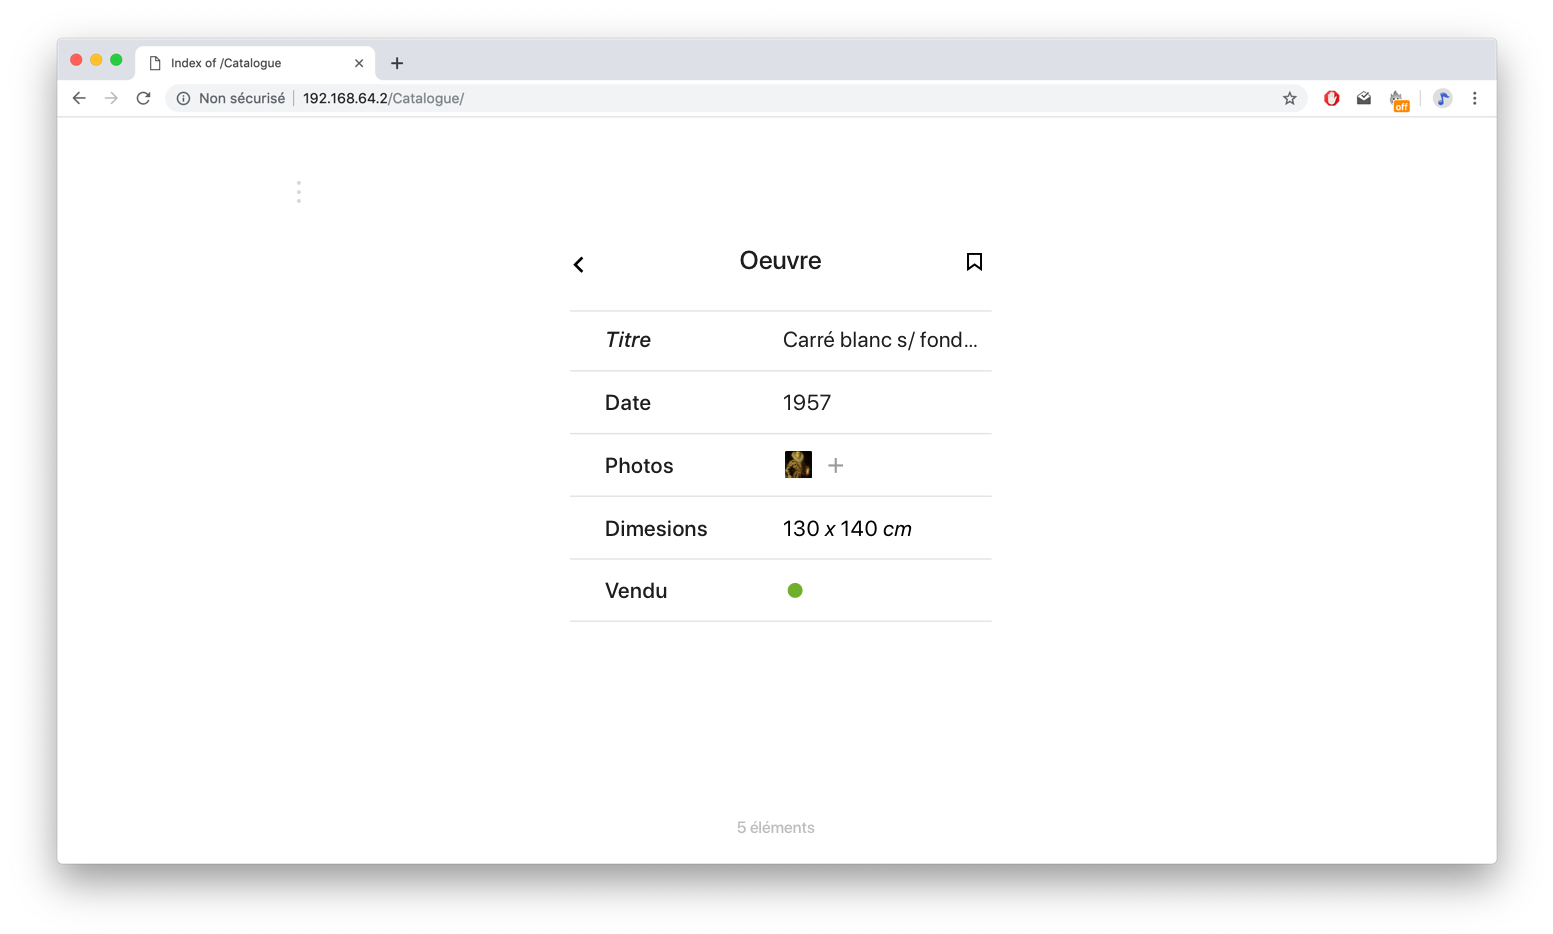 Index of /Catalogue
Non sécurisé 192.168.64.2/Catalogue/
off
Oeuvre
Titre Carré blanc s/ fond...
Date 1957
Photos
Dimesions 130 x 140 cm
Vendu
5 éléments